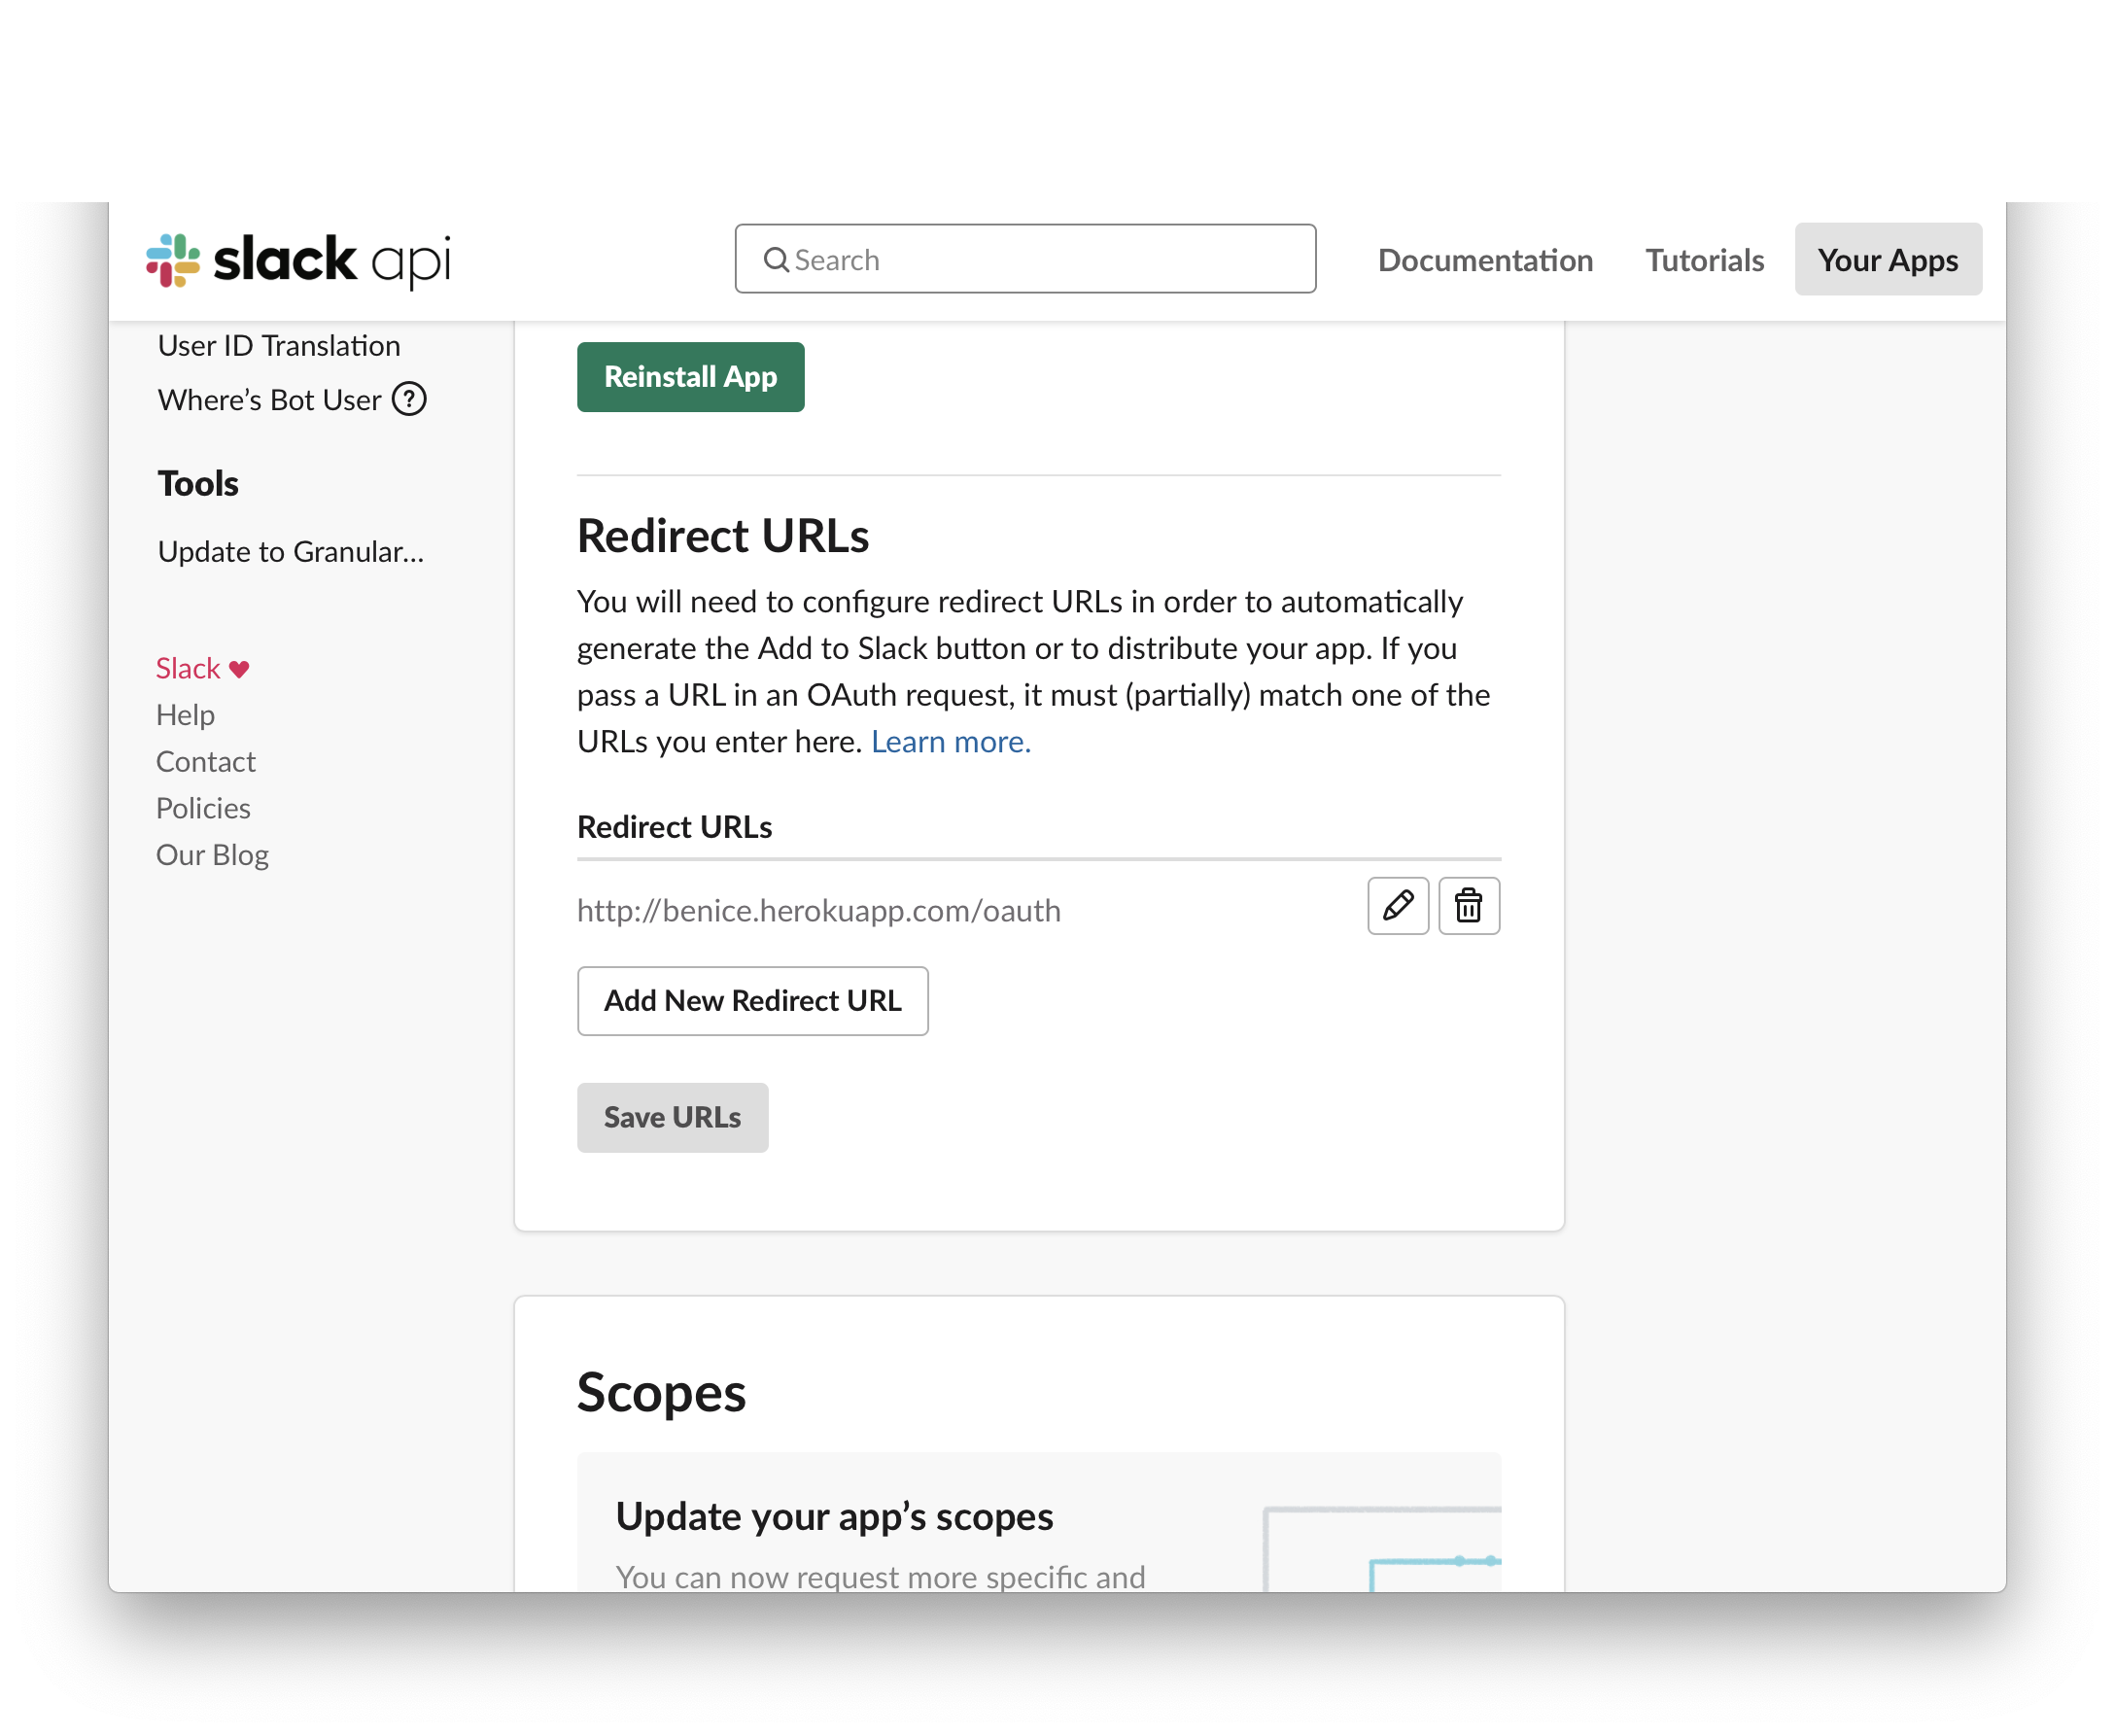 slack api
Search
Documentation
Tutorials
Your Apps
User ID Translation
Where’s Bot User ?
Tools
Update to Granular...
Slack ♥
Help
Contact
Policies
Our Blog
Reinstall App
Redirect URLs
You will need to configure redirect URLs in order to automatically
generate the Add to Slack button or to distribute your app. If you
pass a URL in an OAuth request, it must (partially) match one of the
URLs you enter here. Learn more.
Redirect URLs
http://benice.herokuapp.com/oauth
Add New Redirect URL
Save URLs
Scopes
Update your app’s scopes
You can now request more specific and